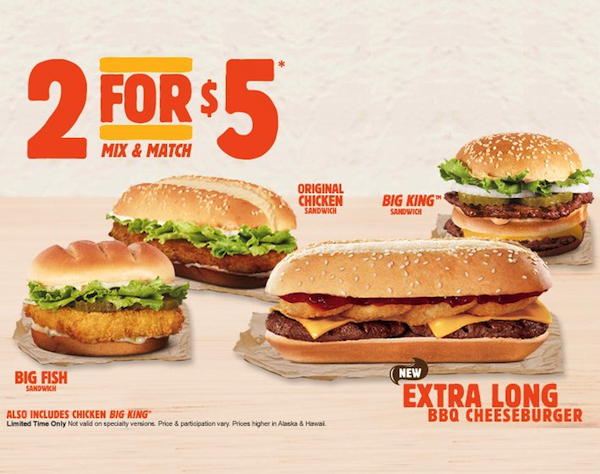 2 FOR $5*
MIX & MATCH
ORIGINAL
CHICKEN
SANDWICH
BIG KING™
SANDWICH
BIG FISH
SANDWICH
NEW
EXTRA LONG
BBQ CHEESEBURGER
ALSO INCLUDES CHICKEN BIG KING™
Limited Time Only Not valid on specialty versions. Price & participation vary. Prices higher in Alaska & Hawaii.